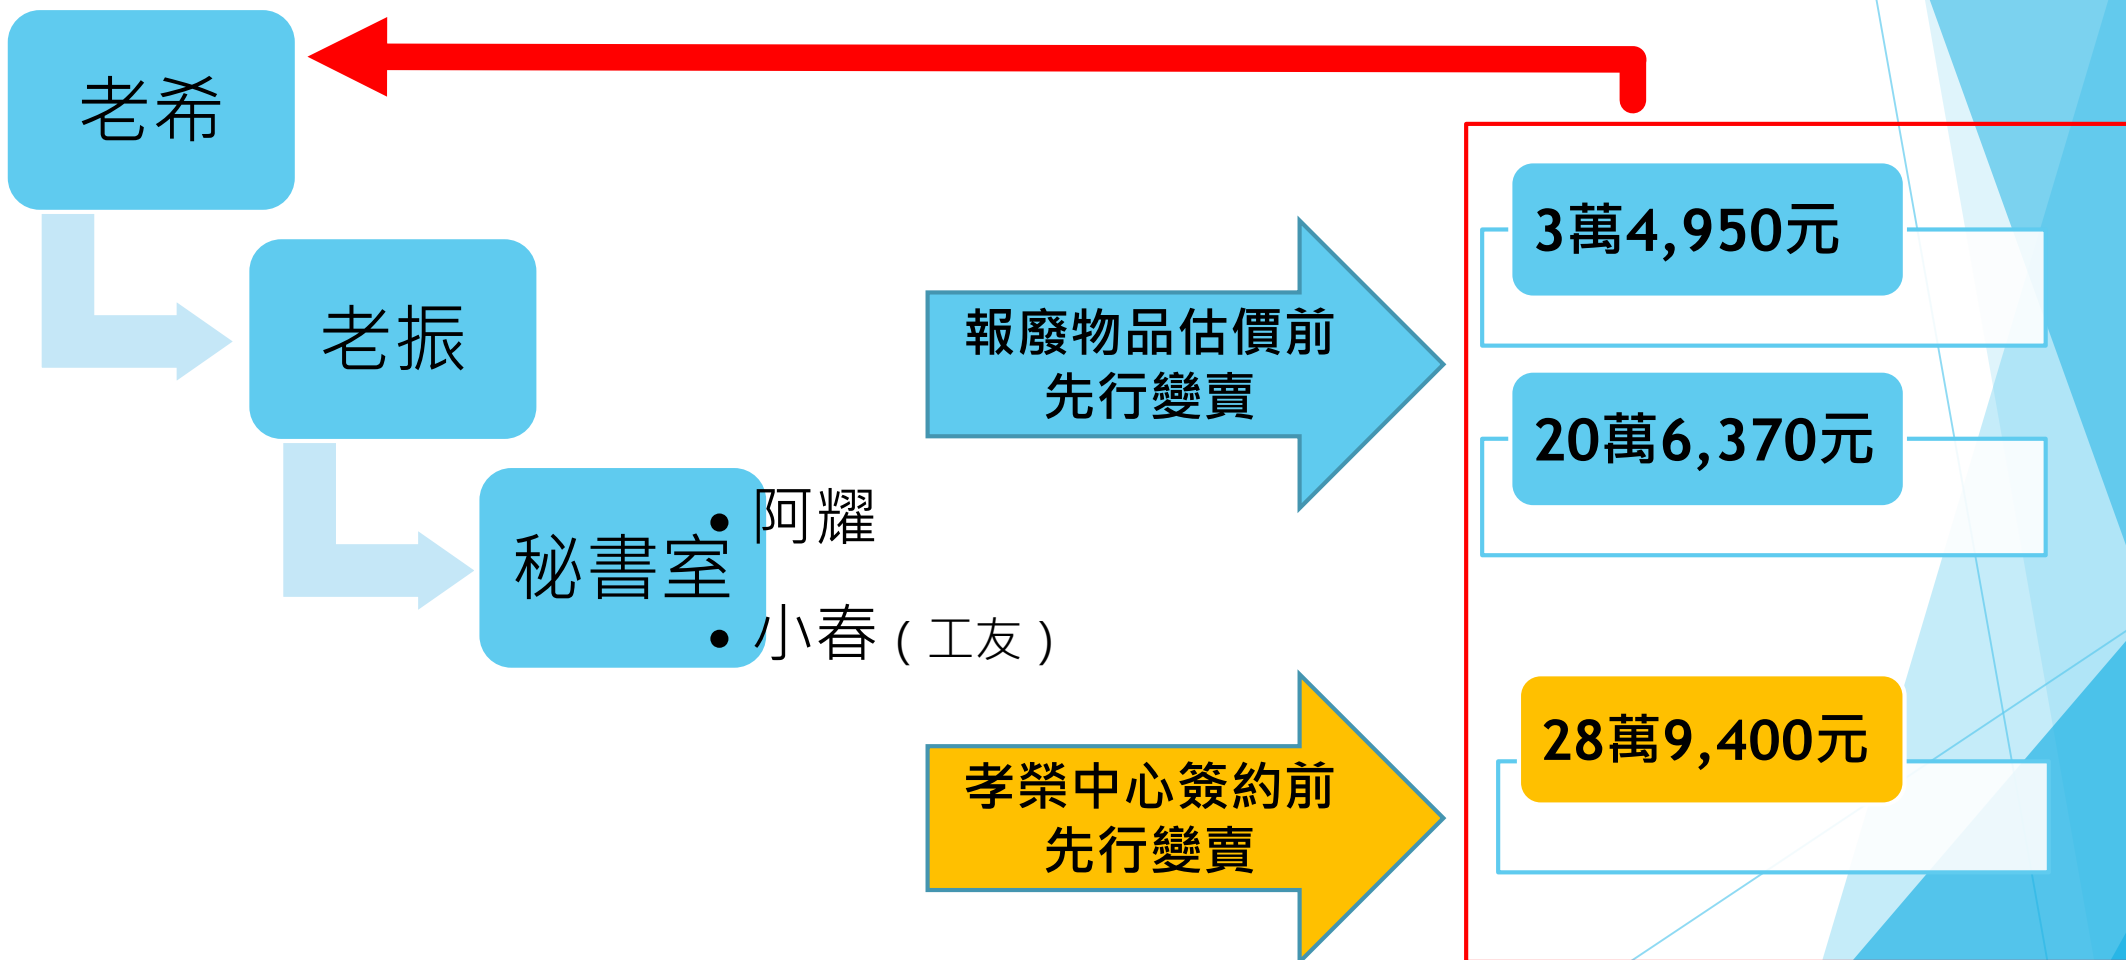 老希
老振
秘書室
• 阿耀
• 小春（工友）
報廢物品估價前
先行變賣
孝榮中心簽約前
先行變賣
3萬4,950元
20萬6,370元
28萬9,400元